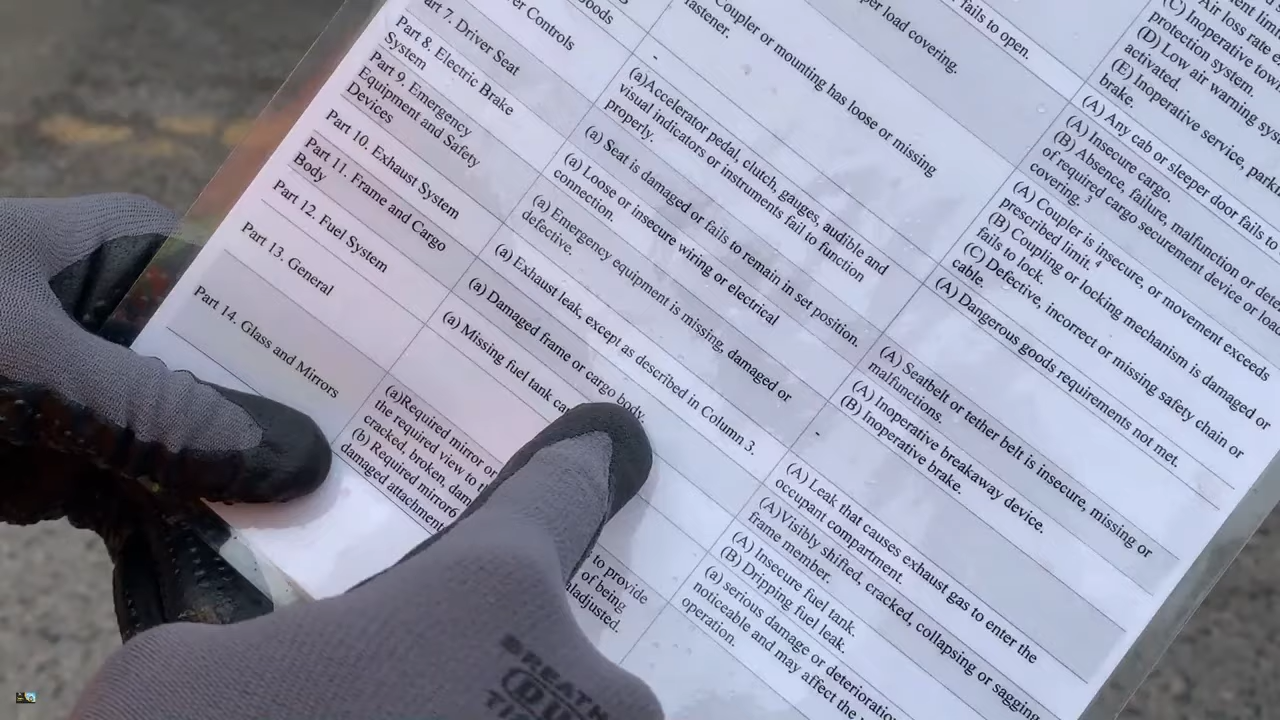 art 7. Driver Seat
er Controls
oods
Part 8. Electric Brake
System
Part 9. Emergency
Equipment and Safety
Devices
Part 10. Exhaust System
Part 11. Frame and Cargo
Body
Part 12. Fuel System
Part 13. General
Part 14. Glass and Mirrors
Coupler or mounting has loose or missing
fastener.
(a)Accelerator pedal, clutch, gauges, audible and
visual indicators or instruments fail to function
properly.
(a) Seat is damaged or fails to remain in set position.
(a) Loose or insecure wiring or electrical
connection.
(a) Emergency equipment is missing, damaged or
defective.
(a) Exhaust leak, except as described in Column 3.
(a) Damaged frame or cargo body
(a) Missing fuel tank
(a)Required mirror or
the required view to
cracked, broken,
(b) Required mirror6
damaged attachment
to provide
of being
per load covering.
fails to open.
(C) Inoperative
protection system.
(D) Low air, warning
activated.
(E) Inoperative service,
brake.
(A) Any cab or sleeper door fails to
(A) Insecure cargo.
(B) Absence, failure, malfunction or
of required cargo securement device or
covering. 3
(A) Coupler is insecure, or movement exceeds
prescribed limit.
(B) Coupling or locking mechanism is damaged or
fails to lock.
(C) Defective, incorrect or missing safety chain or
cable.
(A) Dangerous goods requirements not met.
(A) Seatbelt or tether belt is insecure, missing or
malfunctions.
(A) Inoperative breakaway device.
(B) Inoperative brake.
(A) Leak that causes exhaust gas to enter the
occupant compartment.
(A)Visibly shifted, cracked, collapsing or sagging
frame member.
(A) Insecure fuel tank.
(B) Dripping fuel leak.
(a) serious damage or
noticeable and may affect the
operation.